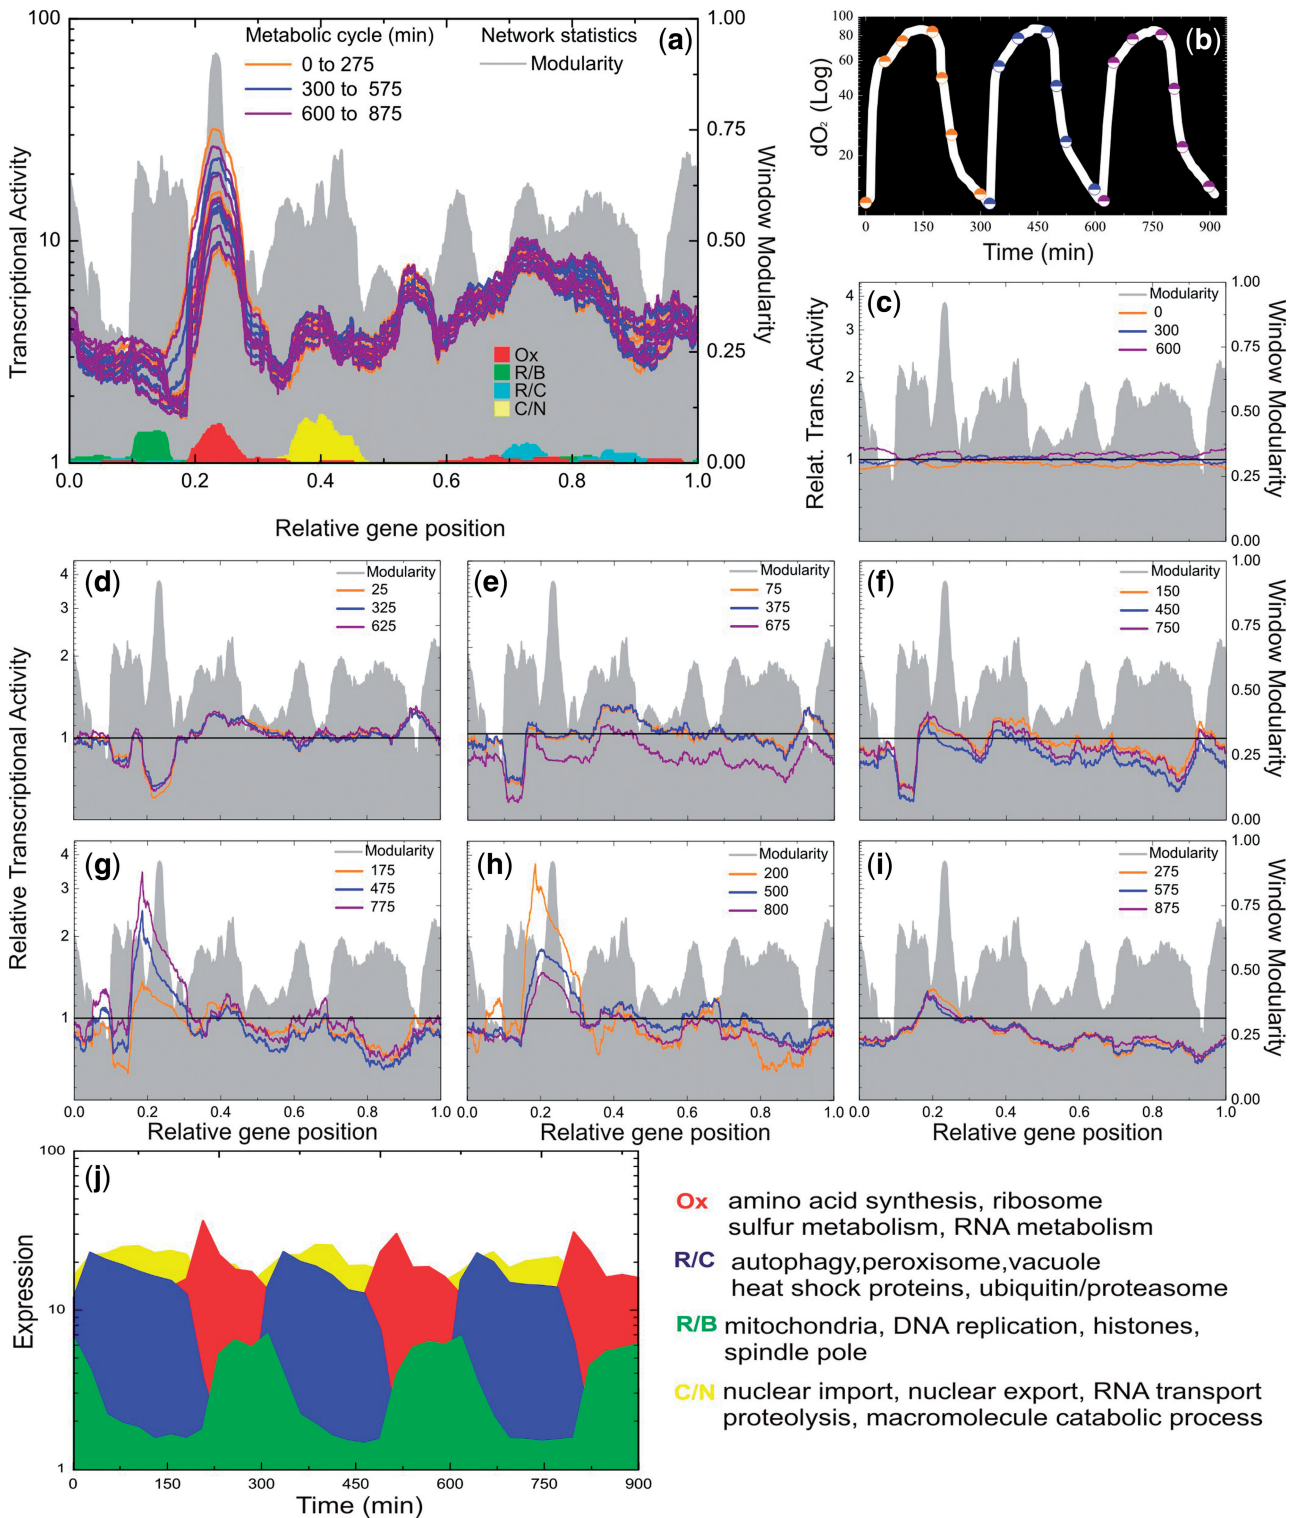 (a)
Metabolic cycle (min)
0 to 275
300 to 575
600 to 875
Network statistics
Modularity
Transcriptional Activity
100
10
1
Window Modularity
1.00
0.75
0.50
0.25
0.00
Ox
R/B
R/C
C/N
0.0 0.2 0.4 0.6 0.8 1.0
Relative gene position
(b)
dO2 (Log)
100
80
60
40
20
0 150 450 750 900
300 600
Time (min)
(c)
Modularity
0
300
600
Relat. Trans. Activity
4
3
2
1
Window Modularity
1.00
0.75
0.50
0.25
0.00
Relative Transcriptional Activity
(d)
Modularity
25
325
625
4
3
2
1
(e)
Modularity
75
375
675
(f)
Modularity
150
450
750
1.00
0.75
0.50
0.25
0.00
Window Modularity
(g)
Modularity
175
475
775
4
3
2
1
0.0 0.2 0.4 0.6 0.8 1.0
Relative gene position
(h)
Modularity
200
500
800
0.0 0.2 0.4 0.6 0.8 1.0
Relative gene position
(i)
Modularity
275
575
875
1.00
0.75
0.50
0.25
0.00
Window Modularity
0.0 0.2 0.4 0.6 0.8 1.0
Relative gene position
(j)
Expression
100
10
1
0 150 300 450 600 750 900
Time (min)
Ox amino acid synthesis, ribosome
sulfur metabolism, RNA metabolism
R/C autophagy,peroxisome,vacuole
heat shock proteins, ubiquitin/proteasome
R/B mitochondria, DNA replication, histones,
spindle pole
C/N nuclear import, nuclear export, RNA transport
proteolysis, macromolecule catabolic process